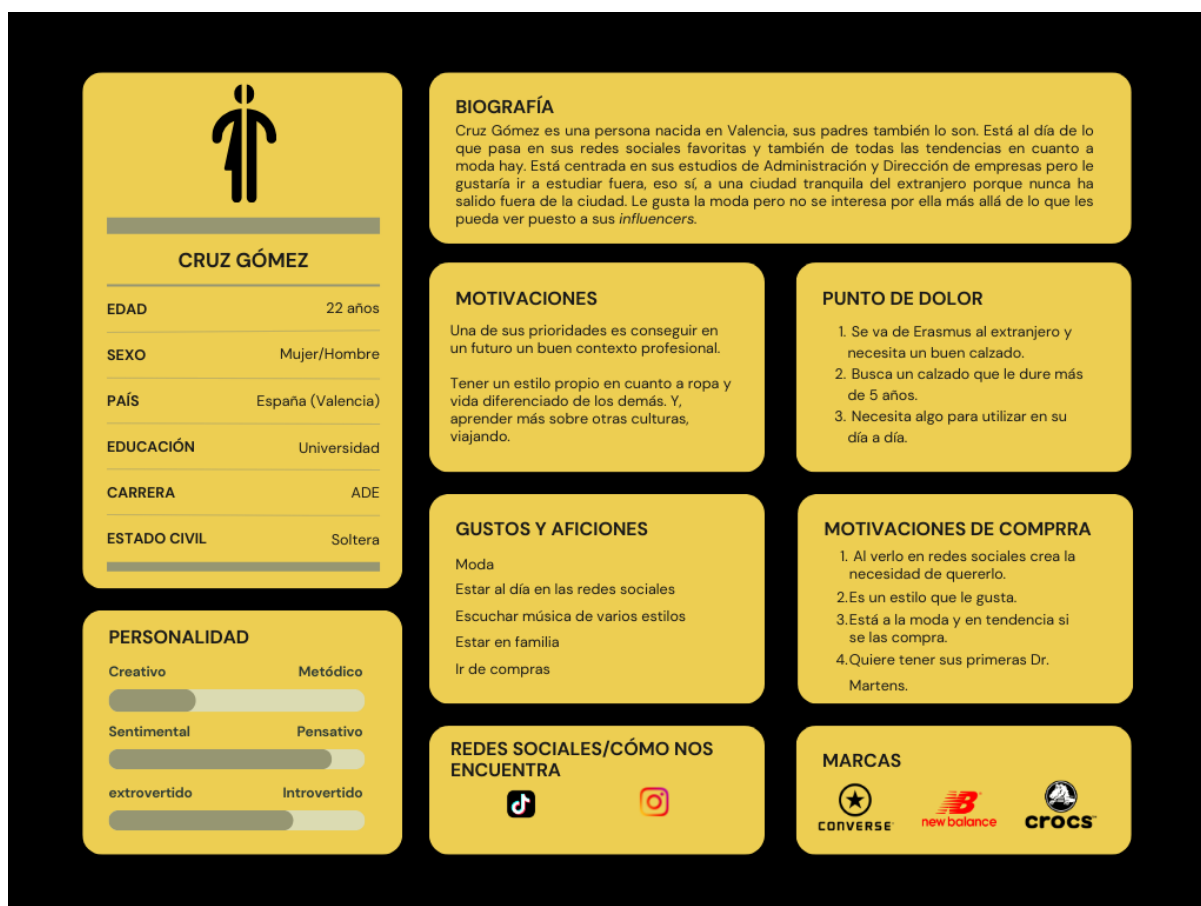 CRUZ GÓMEZ
EDAD 22 años
SEXO Mujer/Hombre
PAÍS España (Valencia)
EDUCACIÓN Universidad
CARRERA ADE
ESTADO CIVIL Soltera
PERSONALIDAD
Creativo Metódico
Sentimental Pensativo
extrovertido Introvertido
BIOGRAFÍA
Cruz Gómez es una persona nacida en Valencia, sus padres también lo son. Está al día de lo
que pasa en sus redes sociales favoritas y también de todas las tendencias en cuanto a
moda hay. Está centrada en sus estudios de Administración y Dirección de empresas pero le
gustaría ir a estudiar fuera, eso sí, a una ciudad tranquila del extranjero porque nunca ha
salido fuera de la ciudad. Le gusta la moda pero no se interesa por ella más allá de lo que les
pueda ver puesto a sus influencers.
MOTIVACIONES
Una de sus prioridades es conseguir en
un futuro un buen contexto profesional.
Tener un estilo propio en cuanto a ropa y
vida diferenciado de los demás. Y,
aprender más sobre otras culturas,
viajando.
PUNTO DE DOLOR
1. Se va de Erasmus al extranjero y
necesita un buen calzado.
2. Busca un calzado que le dure más
de 5 años.
3. Necesita algo para utilizar en su
día a día.
GUSTOS Y AFICIONES
Moda
Estar al día en las redes sociales
Escuchar música de varios estilos
Estar en familia
Ir de compras
MOTIVACIONES DE COMPRRA
1. Al verlo en redes sociales crea la
necesidad de quererlo.
2.Es un estilo que le gusta.
3.Está a la moda y en tendencia si
se las compra.
4.Quiere tener sus primeras Dr.
Martens.
REDES SOCIALES/CÓMO NOS
ENCUENTRA
MARCAS
CONVERSE
new balance
crocs™